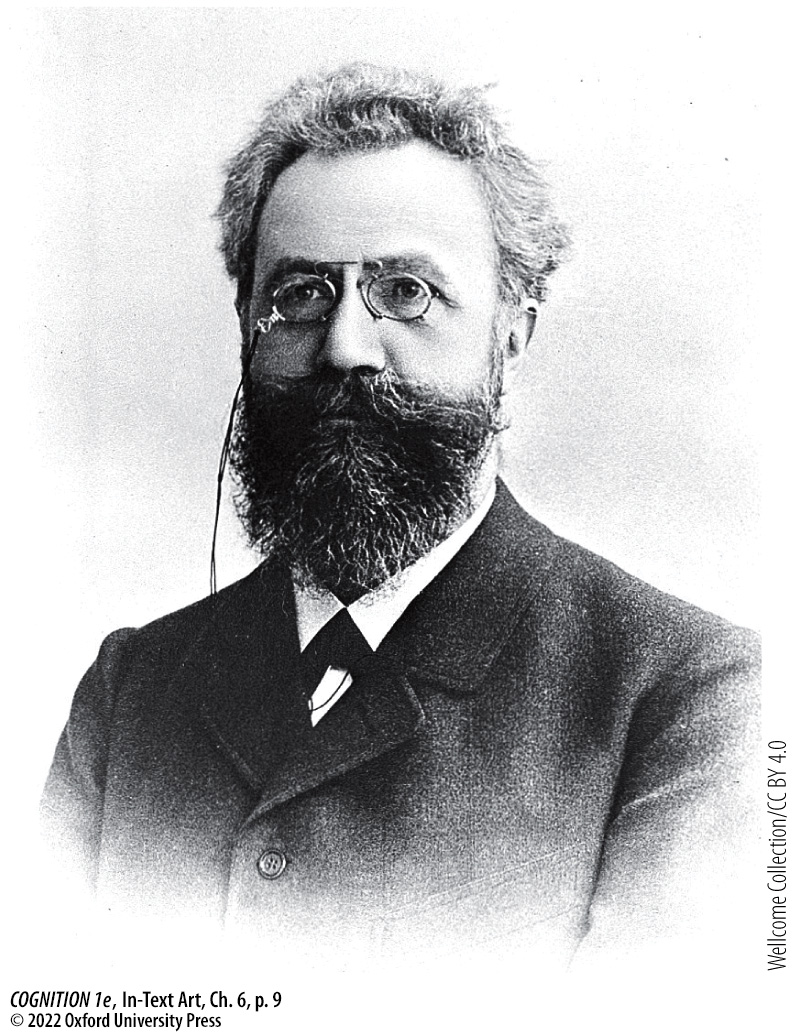 Wellcome Collection/CC BY 4.0
COGNITION 1e, In-Text Art, Ch. 6, p. 9
© 2022 Oxford University Press